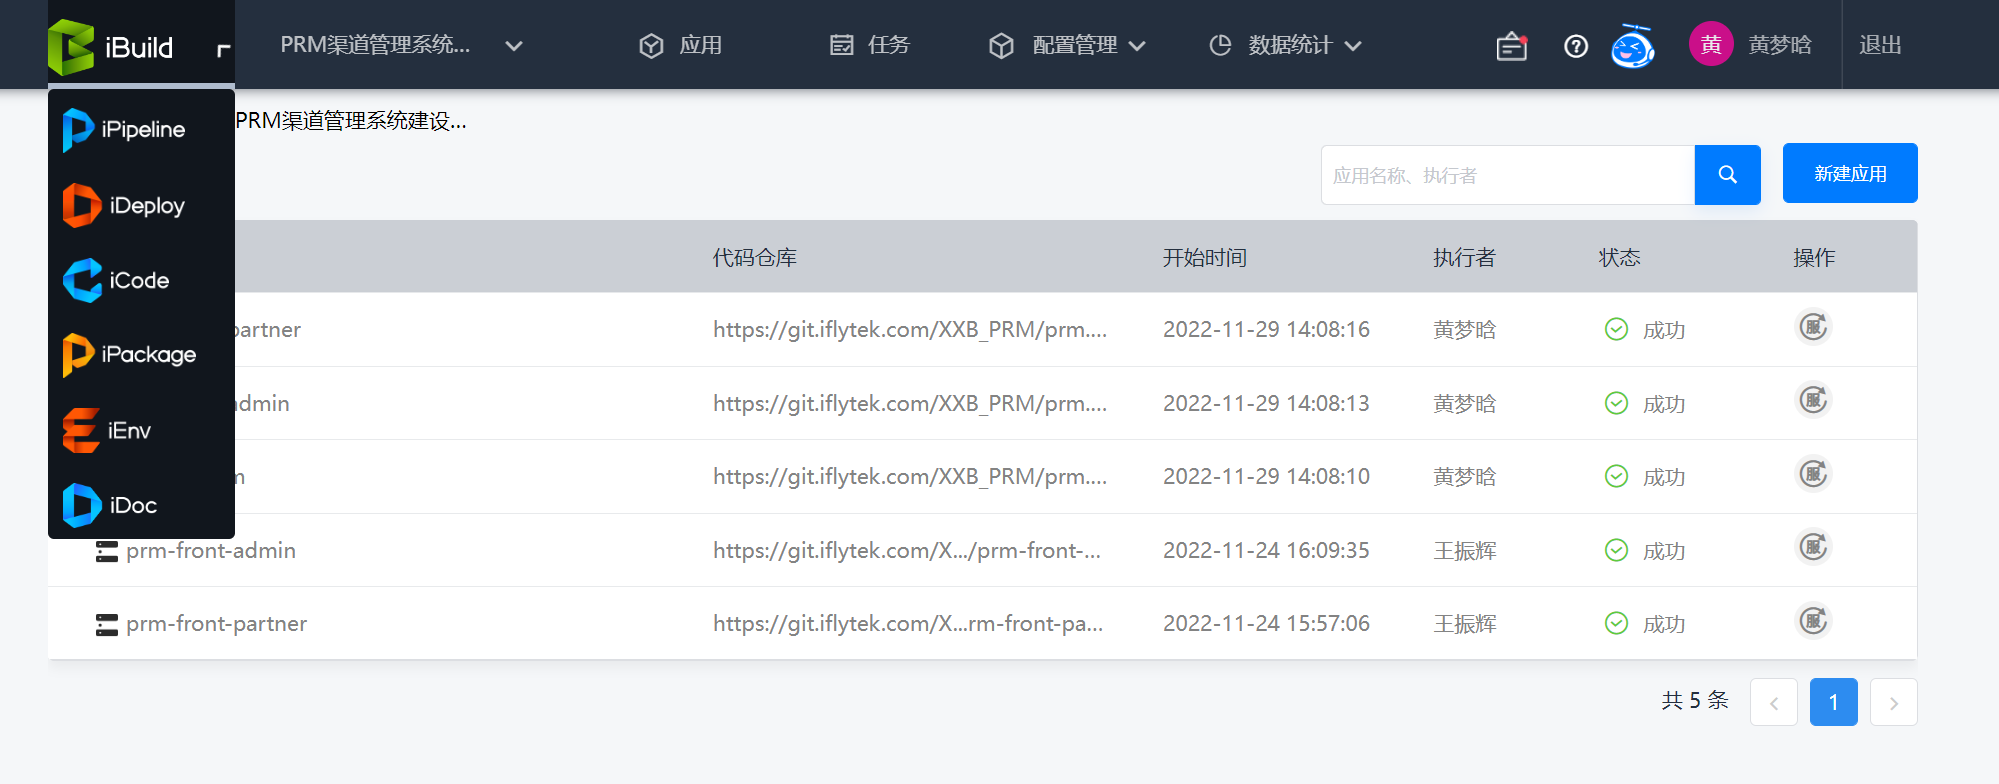 iBuild PRM渠道管理系统... 应用 任务 配置管理 数据统计 黄 黄梦晗 退出
iPipeline
iDeploy
iCode
iPackage
iEnv
iDoc
PRM渠道管理系统建设...
应用名称、执行者 新建应用
代码仓库 开始时间 执行者 状态 操作
partner https://git.iflytek.com/XXB_PRM/prm.... 2022-11-29 14:08:16 黄梦晗 成功 服
dmin https://git.iflytek.com/XXB_PRM/prm.... 2022-11-29 14:08:13 黄梦晗 成功 服
https://git.iflytek.com/XXB_PRM/prm.... 2022-11-29 14:08:10 黄梦晗 成功 服
prm-front-admin https://git.iflytek.com/X.../prm-front-... 2022-11-24 16:09:35 王振辉 成功 服
prm-front-partner https://git.iflytek.com/X...rm-front-pa... 2022-11-24 15:57:06 王振辉 成功 服
共 5 条 1